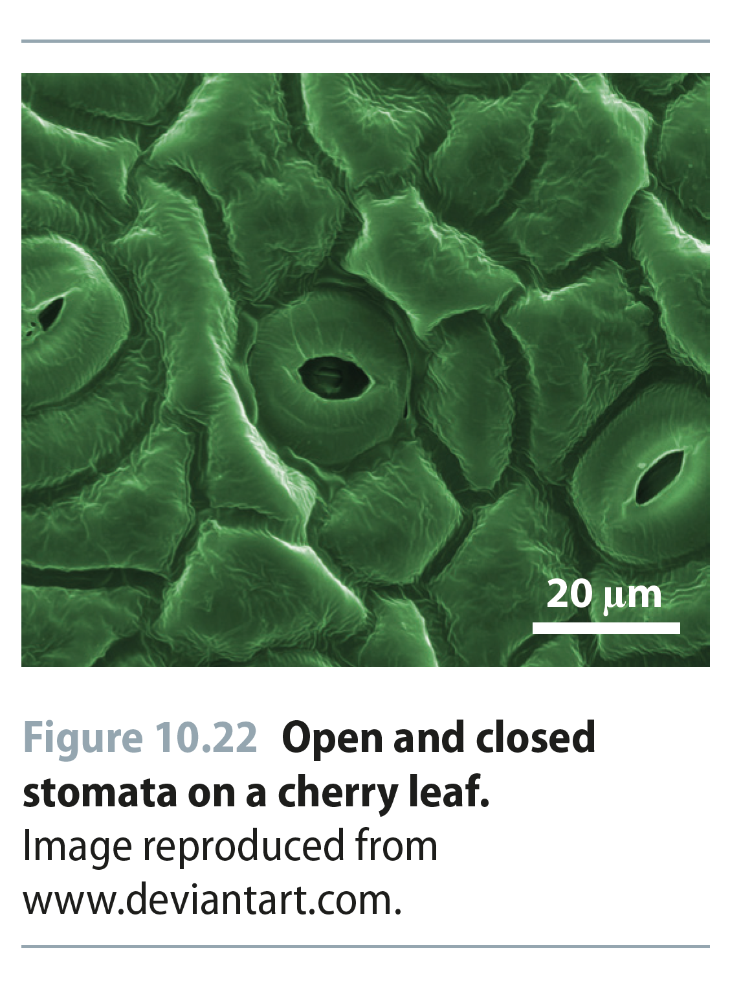 20 μm
Figure 10.22 Open and closed
stomata on a cherry leaf.
Image reproduced from
www.deviantart.com.